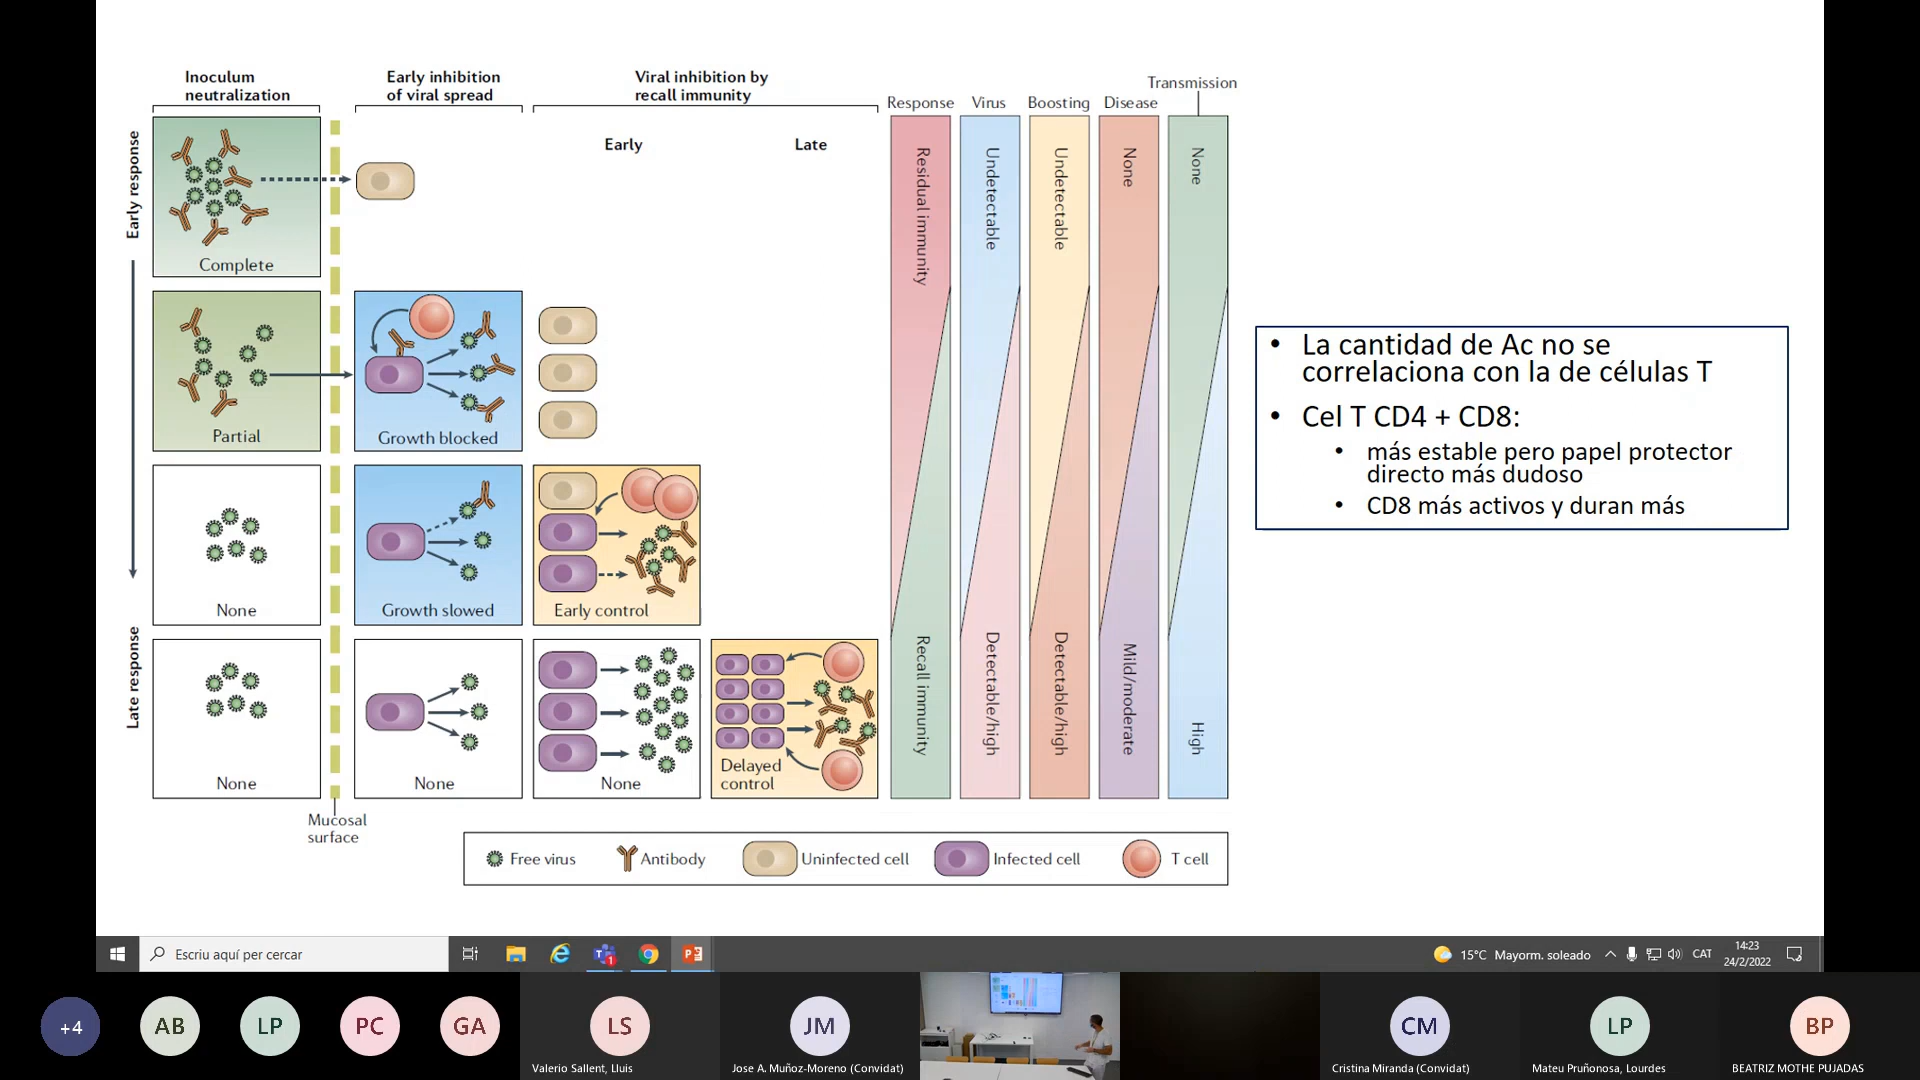 Inoculum
neutralization
Early inhibition
of viral spread
Viral inhibition by
recall immunity
Transmission
Response
Virus
Boosting
Disease
Early
Late
Early response
Late response
Complete
Partial
Growth blocked
None
Growth slowed
Early control
None
None
None
Delayed
control
Residual immunity
Undetectable
Undetectable
None
None
Recall immunity
Detectable/high
Detectable/high
Mild/moderate
High
Mucosal
surface
Free virus
Antibody
Uninfected cell
Infected cell
T cell
• La cantidad de Ac no se
correlaciona con la de células T
• Cel T CD4 + CD8:
• más estable pero papel protector
directo más dudoso
• CD8 más activos y duran más
Escriu aquí per cercar
1
15°C Mayorm. soleado
CAT
14:23
24/2/2022
+4
AB
LP
PC
GA
LS
Valerio Sallent, Lluis
JM
Jose A. Muñoz-Moreno (Convidat)
CM
Cristina Miranda (Convidat)
LP
Mateu Pruñonosa, Lourdes
BP
BEATRIZ MOTHE PUJADAS